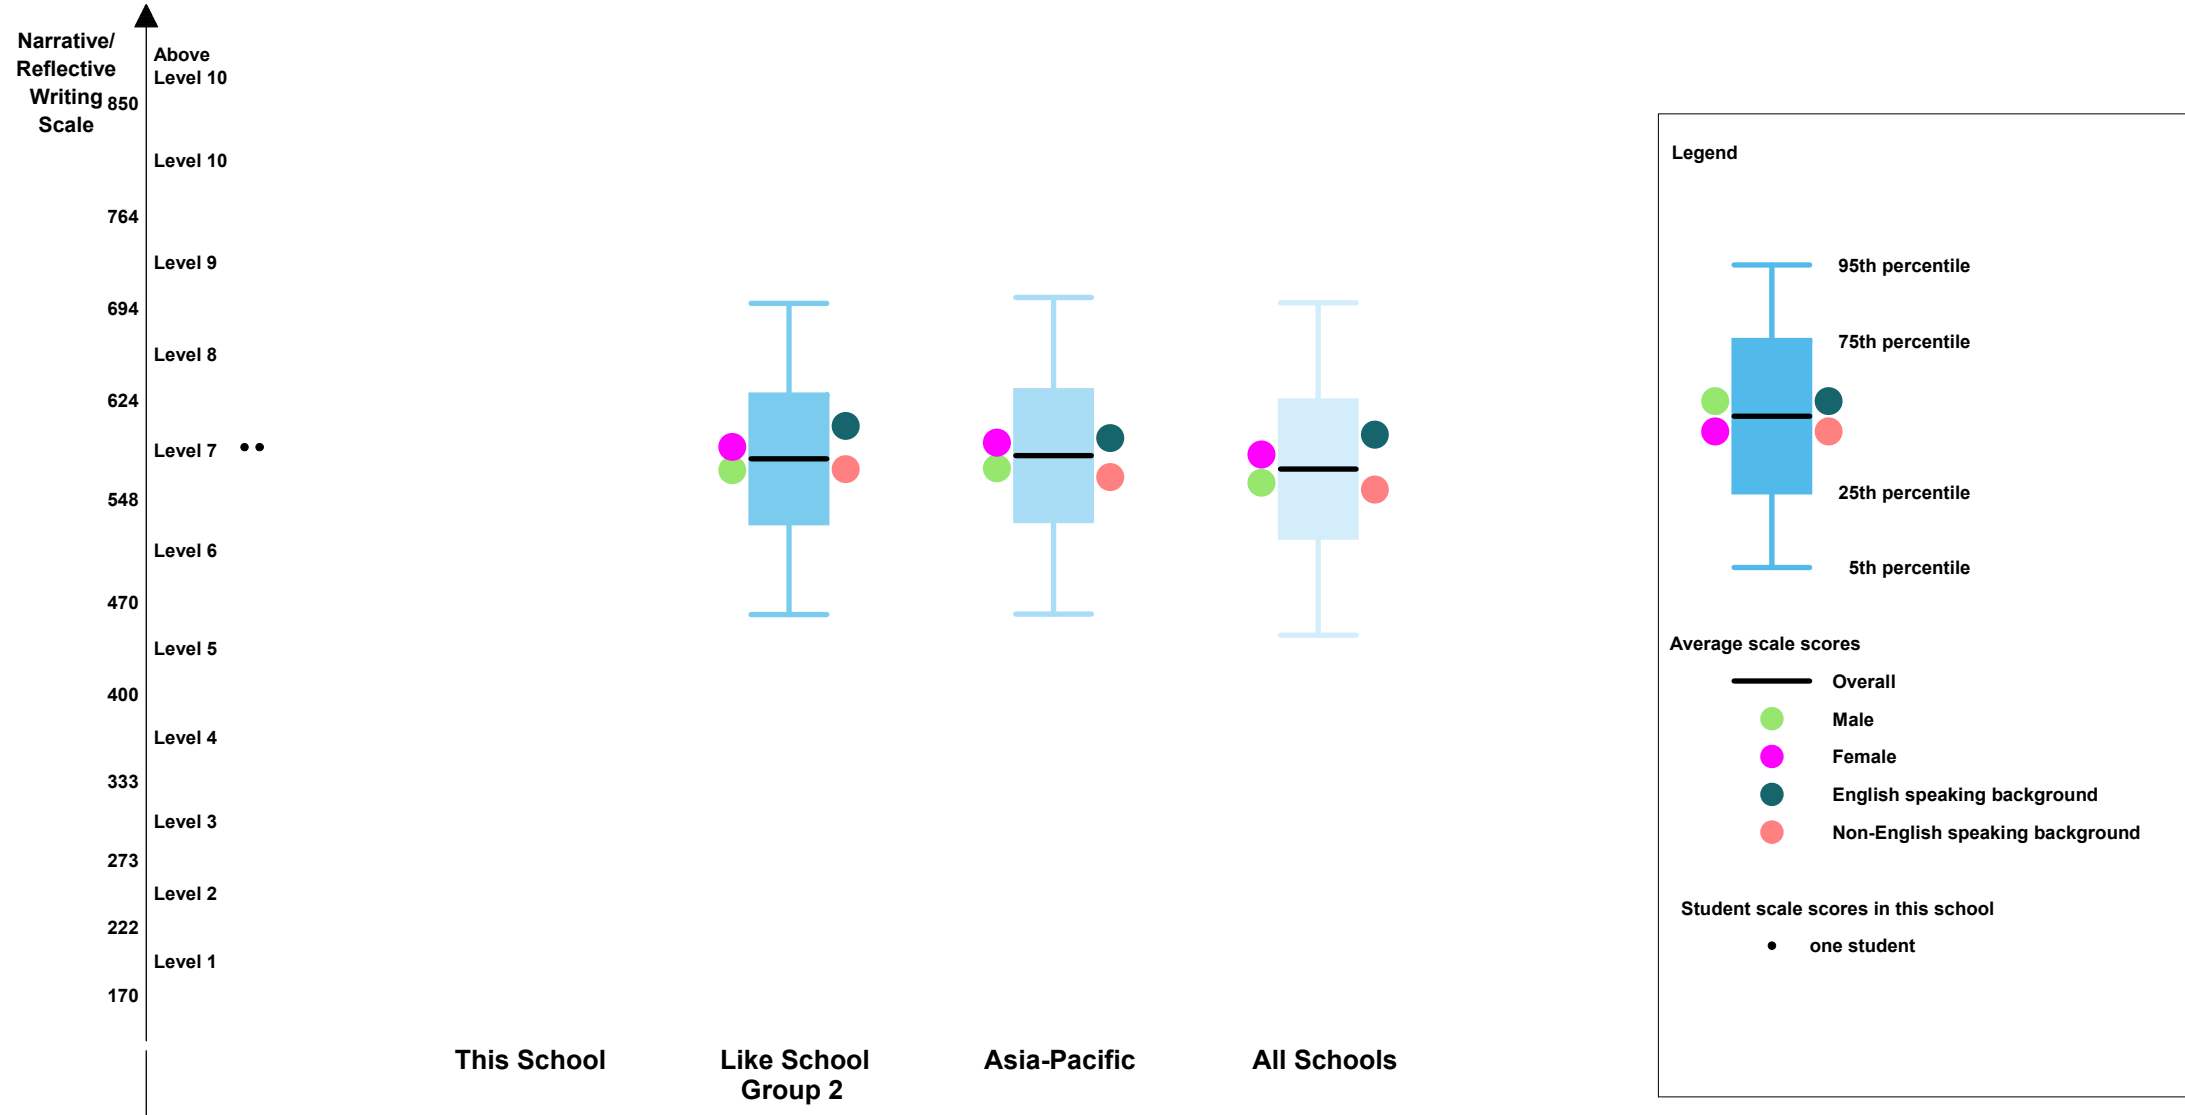 Narrative/
Reflective
Writing
Scale
Above
Level 10
850
Level 10
764
Level 9
694
Level 8
624
Level 7
548
Level 6
470
Level 5
400
Level 4
333
Level 3
273
Level 2
222
Level 1
170
This School
Like School
Group 2
Asia-Pacific
All Schools
Legend
95th percentile
75th percentile
25th percentile
5th percentile
Average scale scores
Overall
Male
Female
English speaking background
Non-English speaking background
Student scale scores in this school
one student